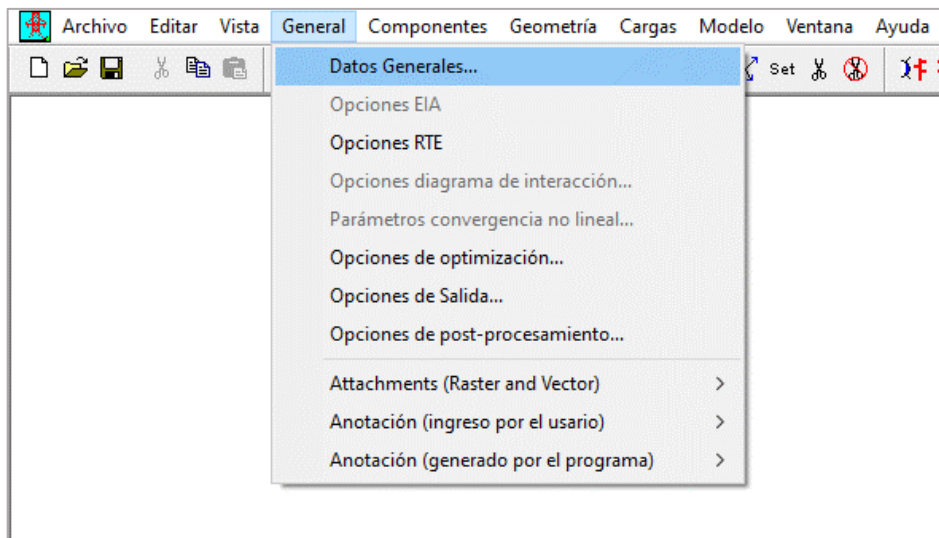 Archivo Editar Vista General Componentes Geometría Cargas Modelo Ventana Ayuda
Set
Datos Generales...
Opciones EIA
Opciones RTE
Opciones diagrama de interacción...
Parámetros convergencia no lineal...
Opciones de optimización...
Opciones de Salida...
Opciones de post-procesamiento...
Attachments (Raster and Vector)
Anotación (ingreso por el usario)
Anotación (generado por el programa)